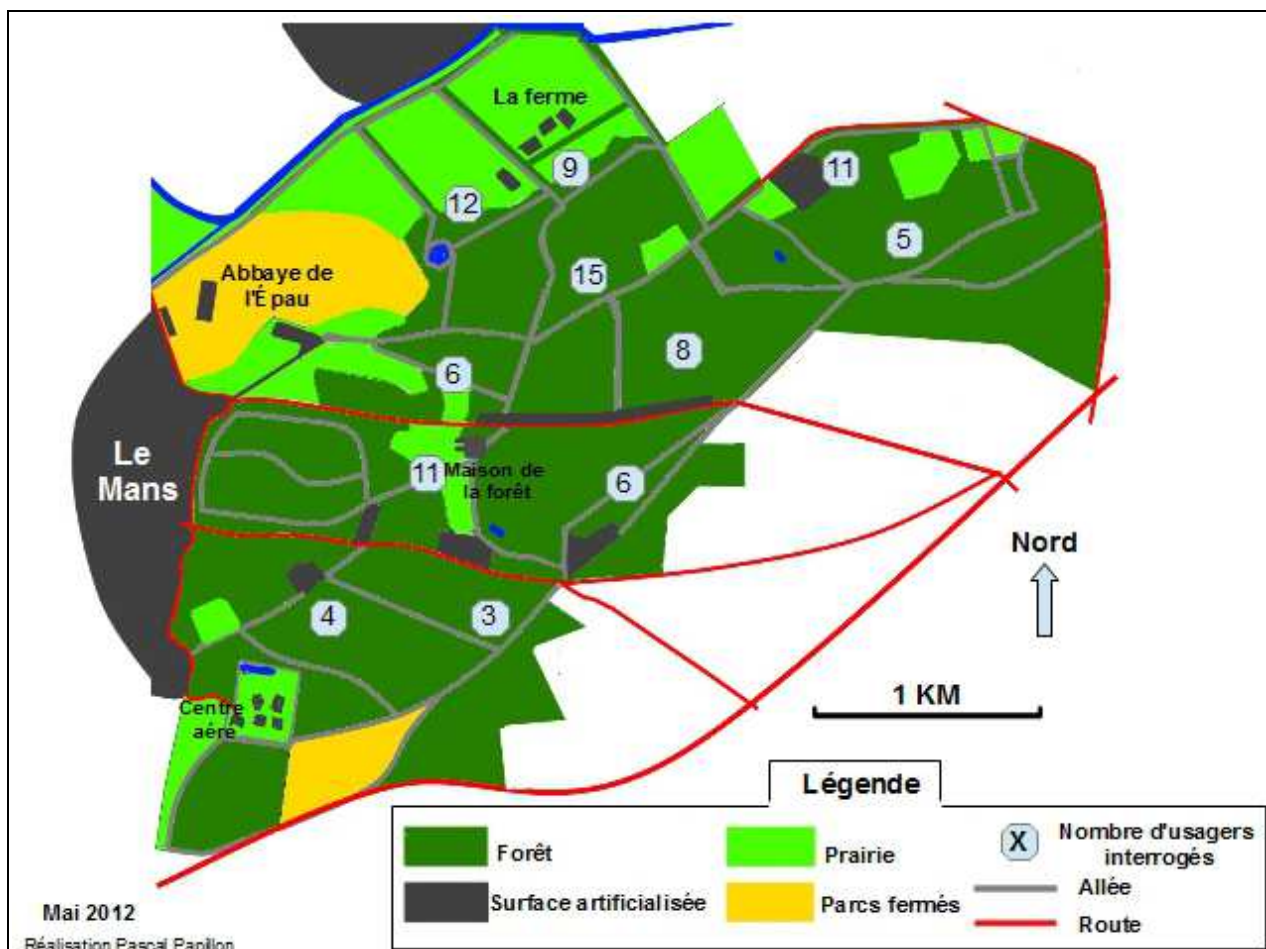 La ferme
9
12
11
5
Abbaye de
l'Épau
15
8
6
Le
Mans
11
Maison de
la forêt
6
Nord
4
3
1 KM
Centre
aéré
Légende
Forêt
Prairie
X
Nombre d'usagers
interrogés
Surface artificialisée
Parcs fermés
Allée
Route
Mai 2012
Réalisation Pascal Papillon